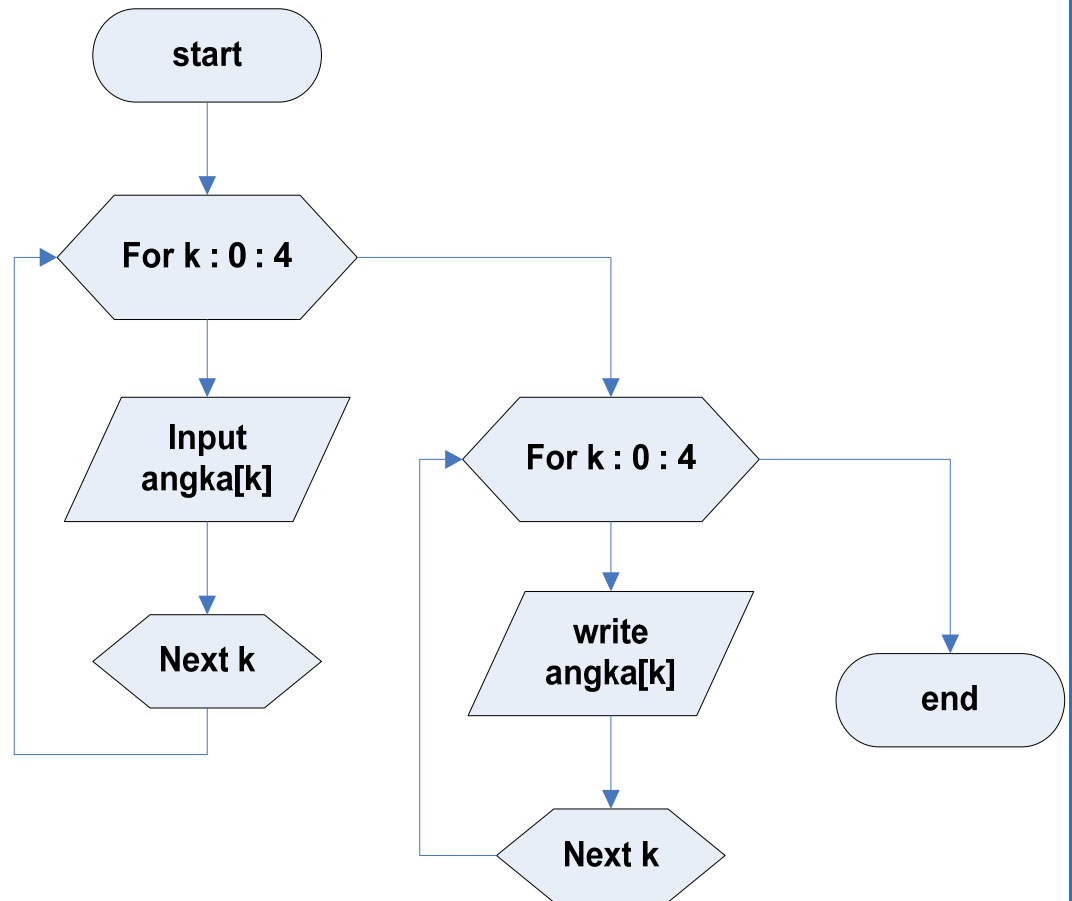 start
For k : 0 : 4
Input
angka[k]
Next k
For k : 0 : 4
write
angka[k]
Next k
end